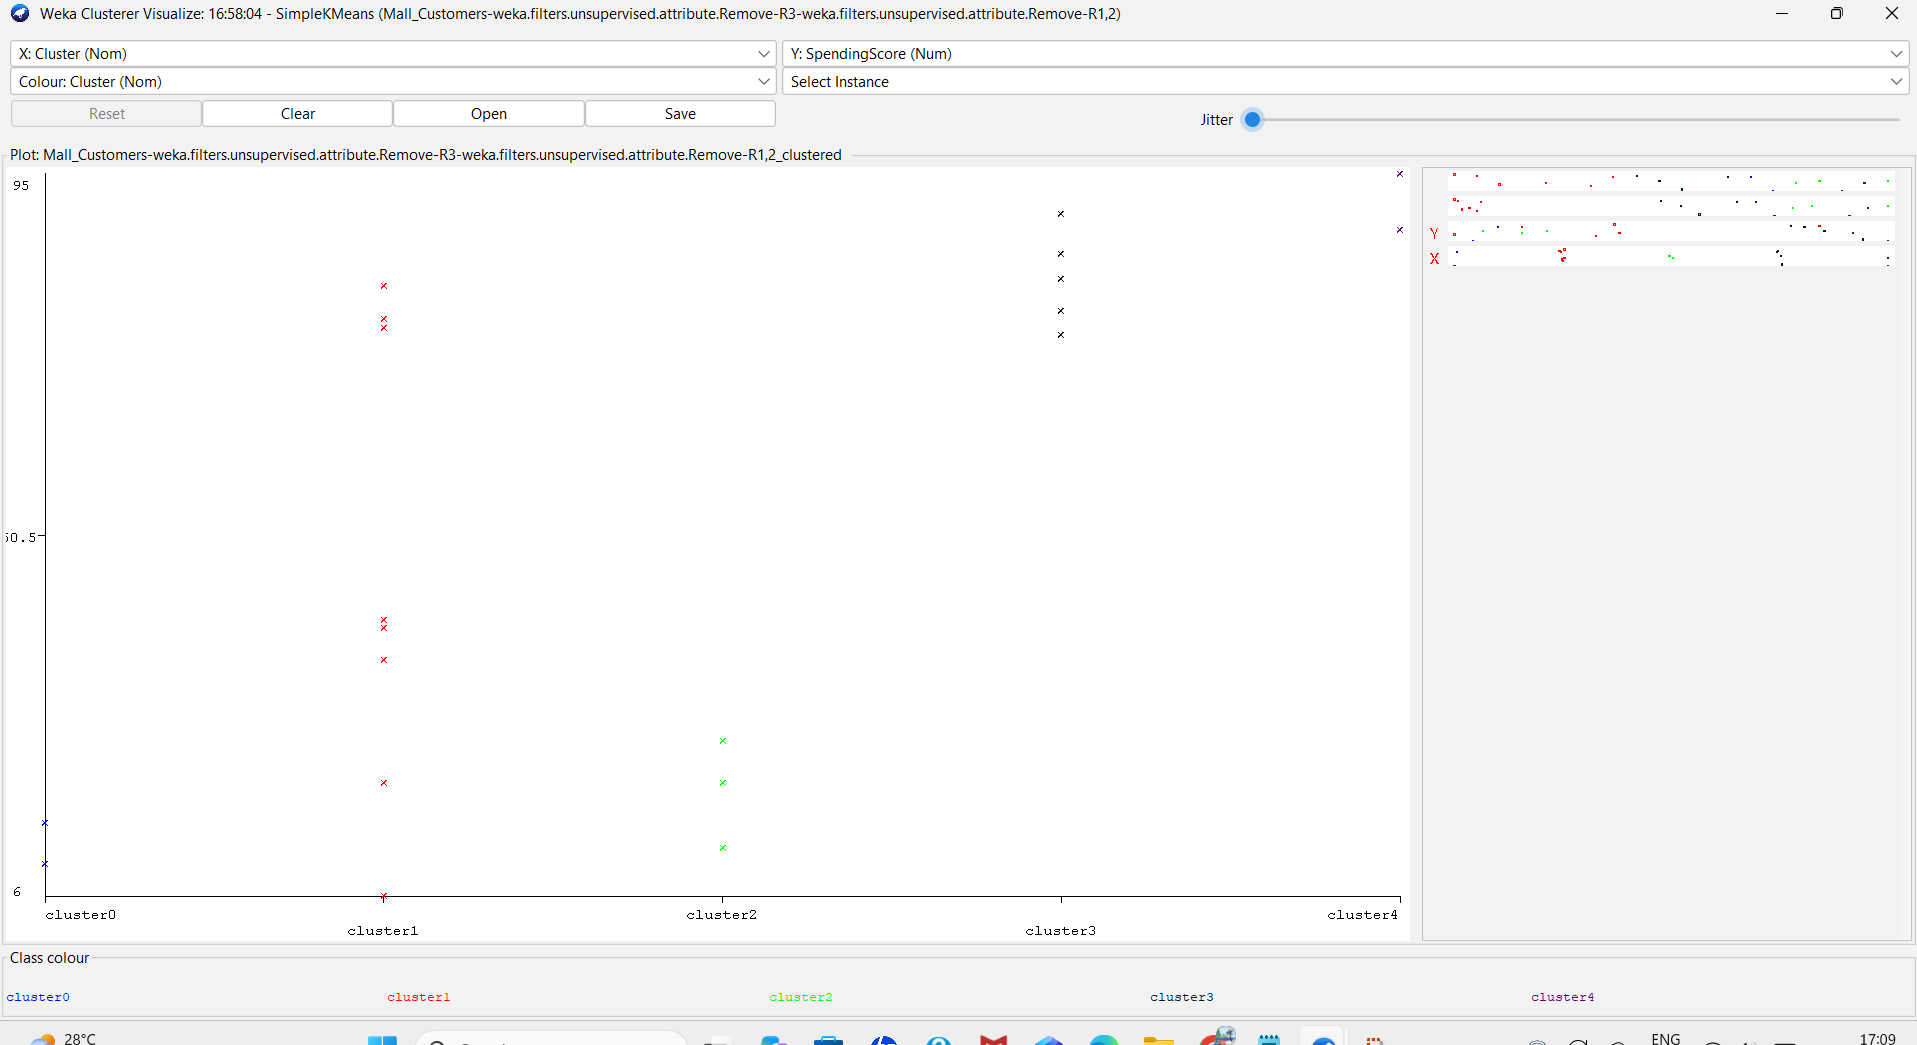 Weka Clusterer Visualize: 16:58:04 - SimpleKMeans (Mall_Customers-weka.filters.unsupervised.attribute.Remove-R3-weka.filters.unsupervised.attribute.Remove-R1,2)
X: Cluster (Nom)
Y: SpendingScore (Num)
Colour: Cluster (Nom)
Select Instance
Reset
Clear
Open
Save
Jitter
Plot: Mall_Customers-weka.filters.unsupervised.attribute.Remove-R3-weka.filters.unsupervised.attribute.Remove-R1,2_clustered
95
Y
X
6
cluster0
cluster2
cluster4
cluster1
cluster3
Class colour
cluster0
cluster1
cluster2
cluster3
cluster4
28°C
ENG
17:09